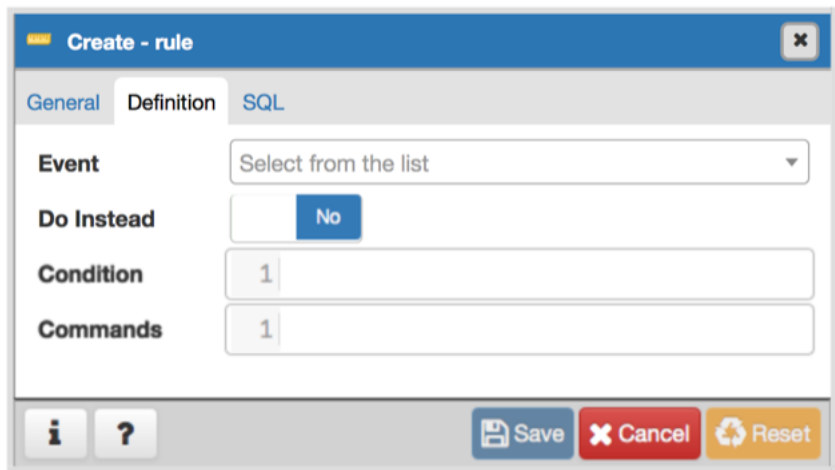 Create - rule
General Definition SQL
Event Select from the list
Do Instead No
Condition 1
Commands 1
i ? Save Cancel Reset